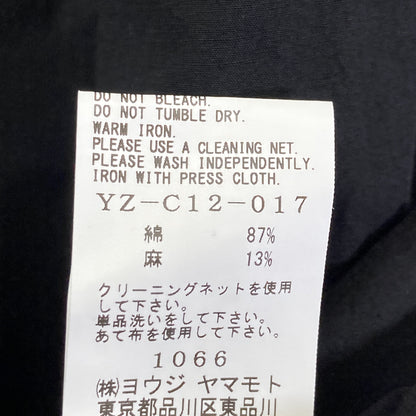 DO NOT BLEACH.
DO NOT TUMBLE DRY.
WARM IRON.
PLEASE USE A CLEANING NET.
PLEASE WASH INDEPENDENTLY.
IRON WITH PRESS CLOTH.
YZ-C12-017
綿 87%
麻 13%
クリーニングネットを使用
して下さい。
単品洗いをして下さい。
あて布を使用して下さい。
1066
㈱ヨウジ ヤマモト
東京都品川区東品川